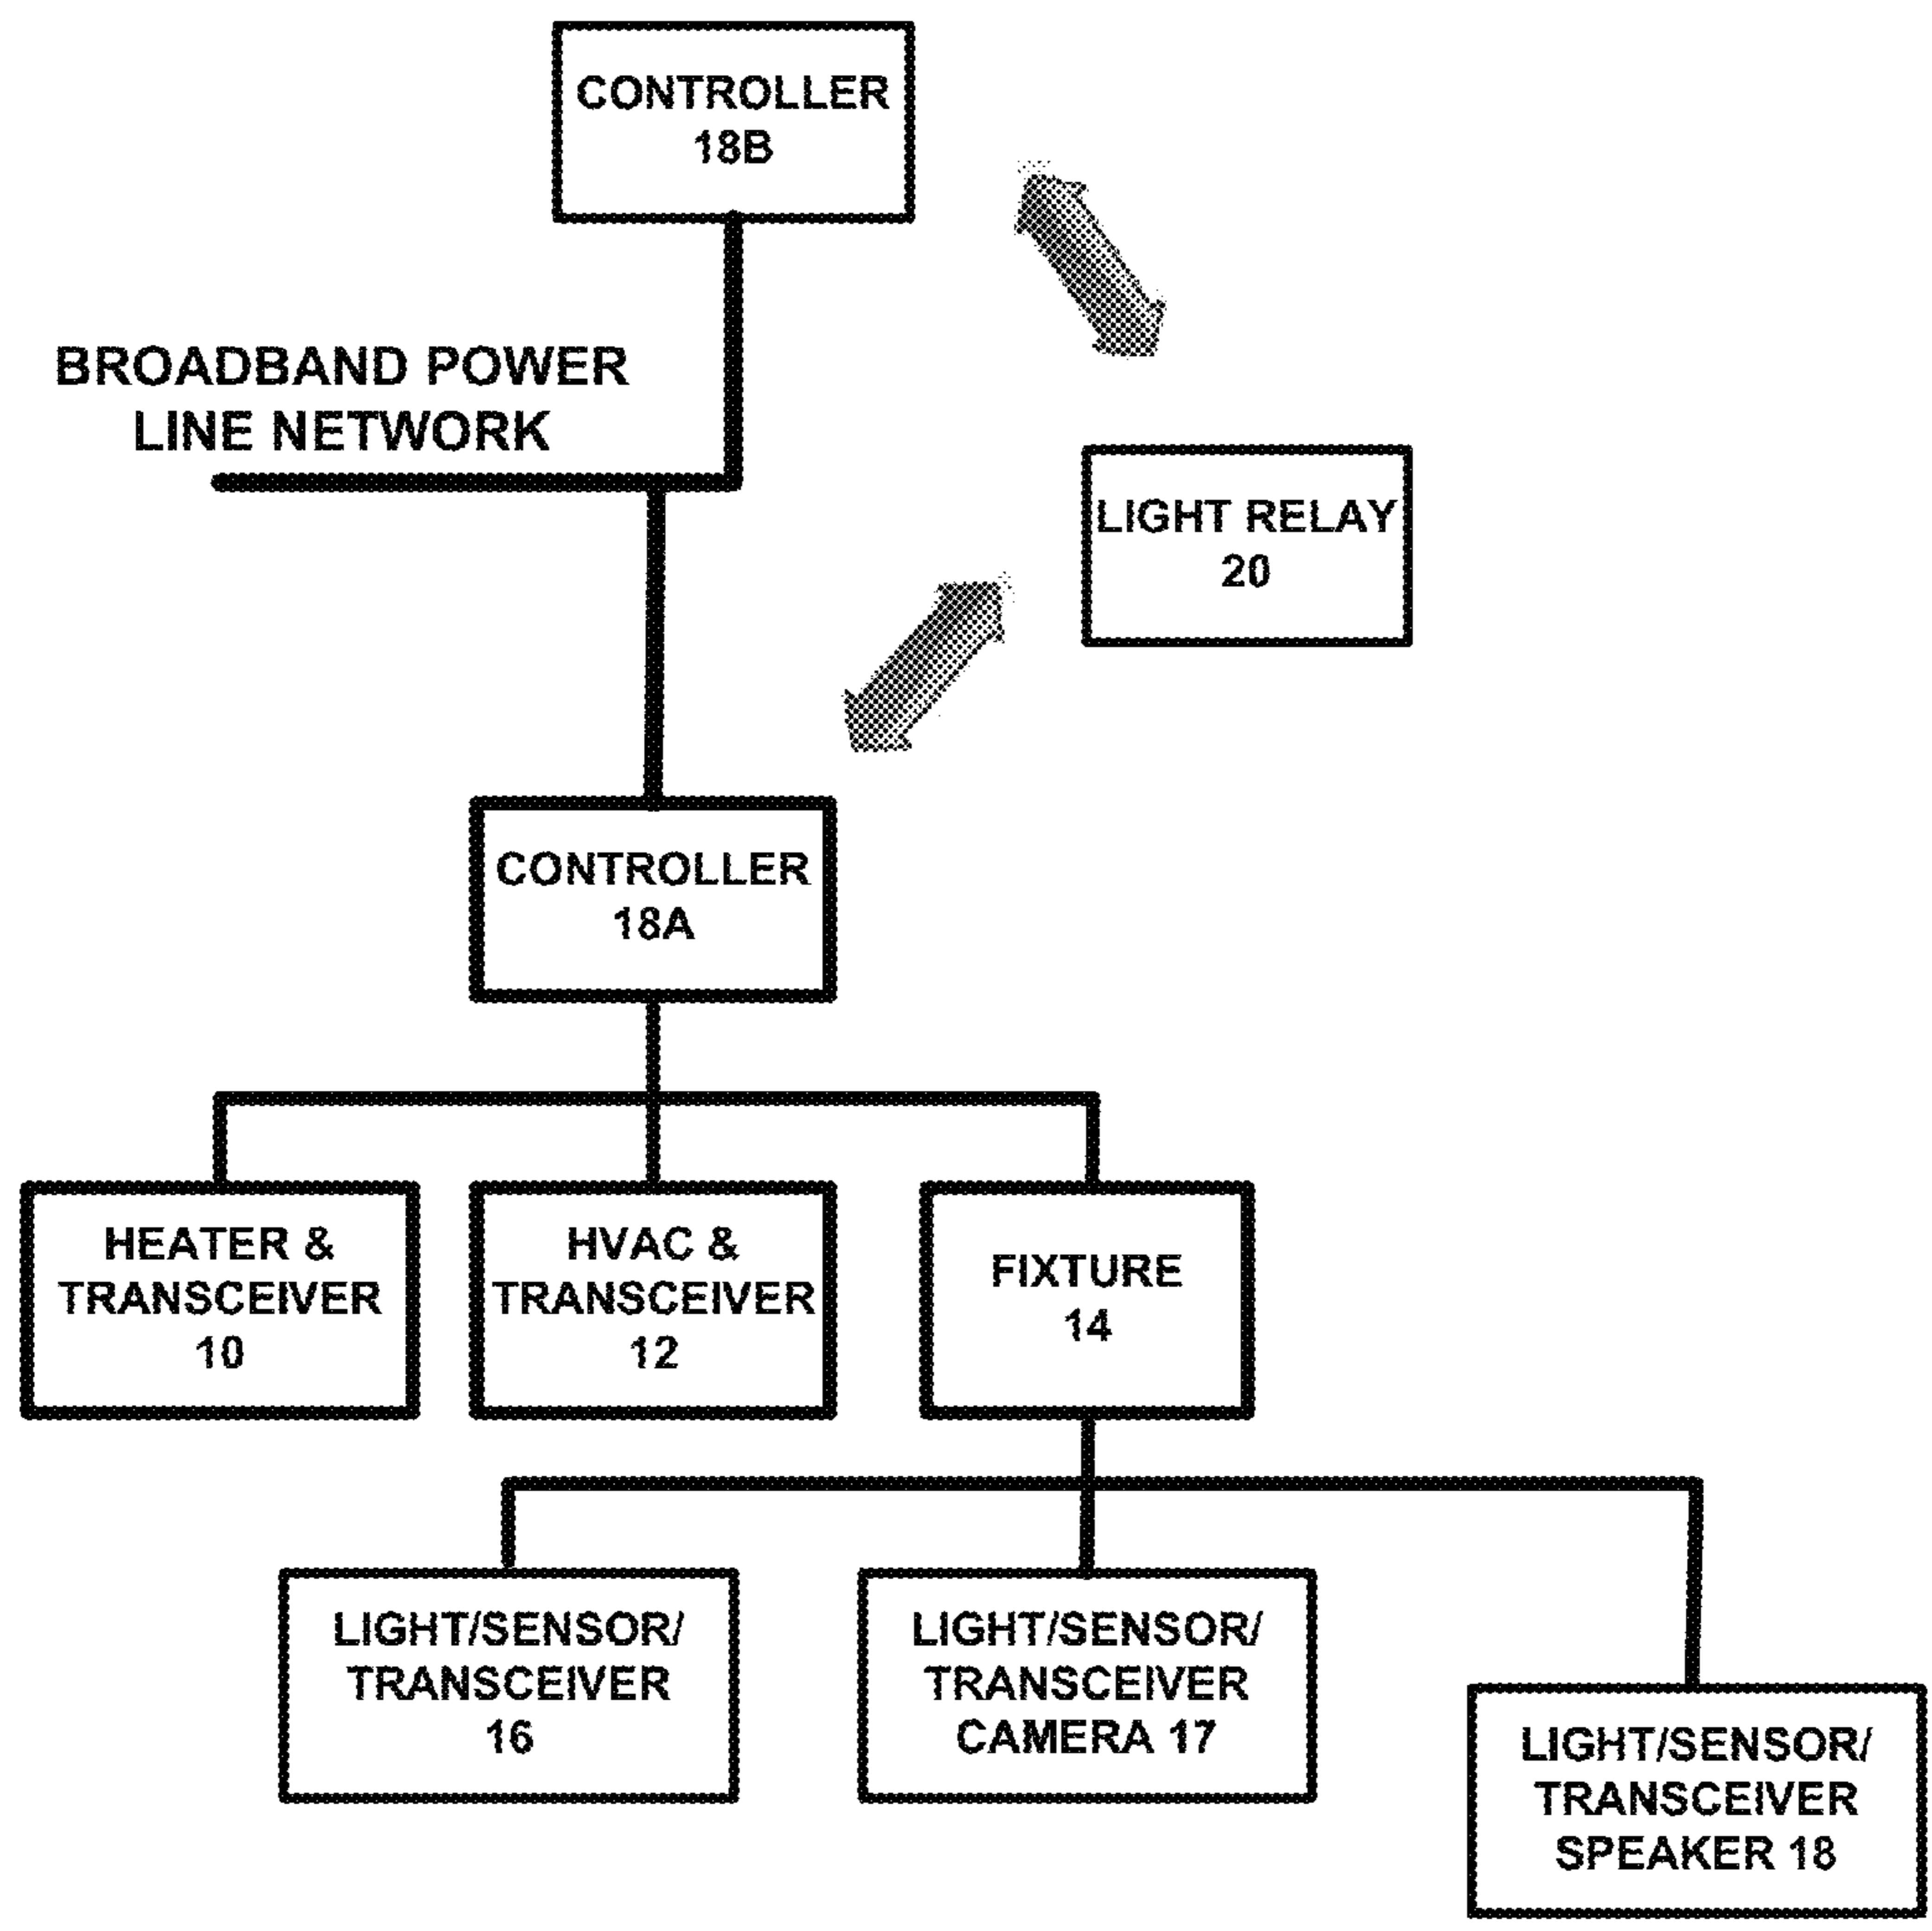 CONTROLLER
18B
BROADBAND POWER
LINE NETWORK
LIGHT RELAY
20
CONTROLLER
18A
HEATER &
TRANSCEIVER
10
HVAC &
TRANSCEIVER
12
FIXTURE
14
LIGHT/SENSOR/
TRANSCEIVER
16
LIGHT/SENSOR/
TRANSCEIVER
CAMERA 17
LIGHT/SENSOR/
TRANSCEIVER
SPEAKER 18